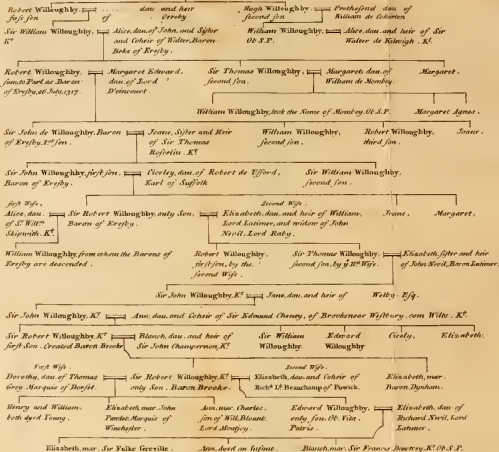 Robert Willoughby, first son
dau and heir of Orreby
Hugh Willoughby, second son
Frethesend dau of William de Cokerton
Sir William Willoughby Kt
Alice, dau. of John, and Sister and Coheir of Walter, Baron Beke of Eresby.
William Willoughby, Ob S.P.
Alice, dau. and heir of Sir Walter de Kilwigh. Kt.
Robert Willoughby, sum. to Parl. as Baron of Eresby, 26 July, 1317.
Margaret Edward, dau. of Lord D'eincourt.
Sir Thomas Willoughby, second son.
Margaret, dau. of William de Mombey.
Margaret.
William Willoughby, took the Name of Mombey. Ob S.P.
Margaret Agnes.
Sir John de Willoughby, Baron of Eresby, 1st son.
Joane, Sister and Heir of Sir Thomas Roscelin. Kt.
William Willoughby, second son.
Robert Willoughby, third son.
Joane.
Sir John Willoughby, first son, Baron of Eresby.
Ciceley, dau. of Robert de Ufford, Earl of Suffolk
Sir William Willoughby, second son.
first Wife,
Alice, dau. of Sr. Willm. Skipwith. Kt.
Sir Robert Willoughby, only Son, Baron of Eresby.
Second Wife.
Elizabeth, dau. and heir of William, Lord Latimer, and widow of John Nevil, Lord Raby.
Joane,
Margaret,
William Willoughby, from whom the Barons of Eresby are descended.
Robert Willoughby, first son, by the second Wife.
Sir Thomas Willoughby, second son, by ye. IInd. Wife.
Elizabeth, sister and heir of John Nevil, Baron Latimer.
Sir John Willoughby, Kt.
Jane, dau. and heir of Welby Esq.
Sir John Willoughby, Kt
Ann, dau. and Coheir of Sir Edmund Cheney, of Brookensor Westbury. com Wilts. Kt.
Sir Robert Willoughby, Kt. first Son. Created Baron Brooke
Blanch, dau. and heir of Sir John Champernon, Kt.
Sir William Willoughby.
Edward Willoughby
Cicely,
Elizabeth.
First Wife.
Dorothy, dau. of Thomas Grey Marquis of Dorset.
Sir Robert Willoughby, Kt. only Son. Baron Brooke.
Second Wife.
Elizabeth, dau. and Coheir of Richd. Ld. Beauchamp of Powick.
Elizabeth, mar. Baron Dynham.
Henry and William. both dyed Young.
Elizabeth, mar. John Paulet, Marquis of Winchester.
Ann, mar. Charles, son of Will. Blount. Lord Montjoy.
Edward Willoughby only son. Ob. Vita. Patris.
Elizabeth, dau. of Richard Nevil, Lord Latimer.
Elizabeth, mar. Sir Fulke Greville.
Ann, dyed an Infant.
Blanch, mar. Sir Francis Dawtrey, Kt. Ob. S.P.